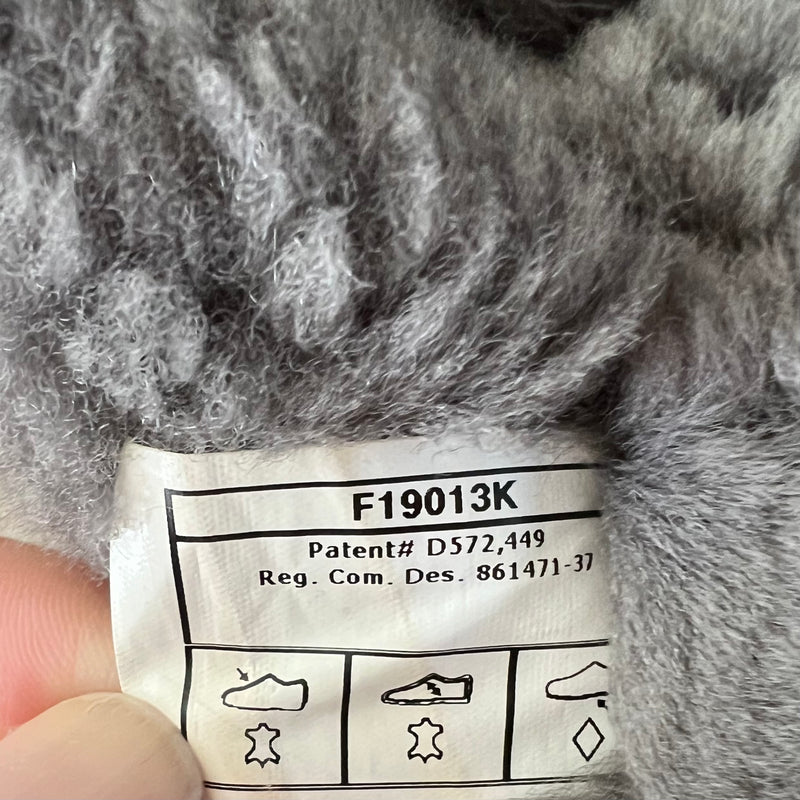 F19013K
Patent# D572,449
Reg. Com. Des. 861471-37